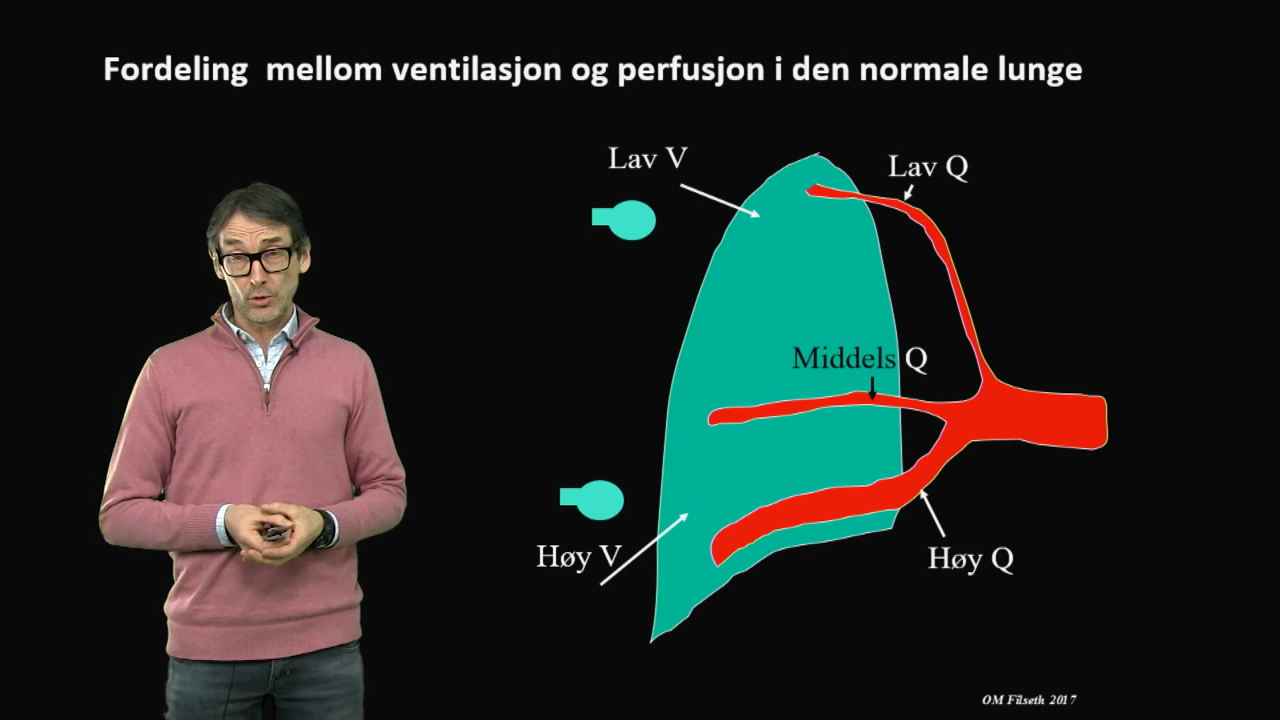 Fordeling mellom ventilasjon og perfusjon i den normale lunge
Lav V
Lav Q
Middels Q
Høy V
Høy Q
OM Filseth 2017